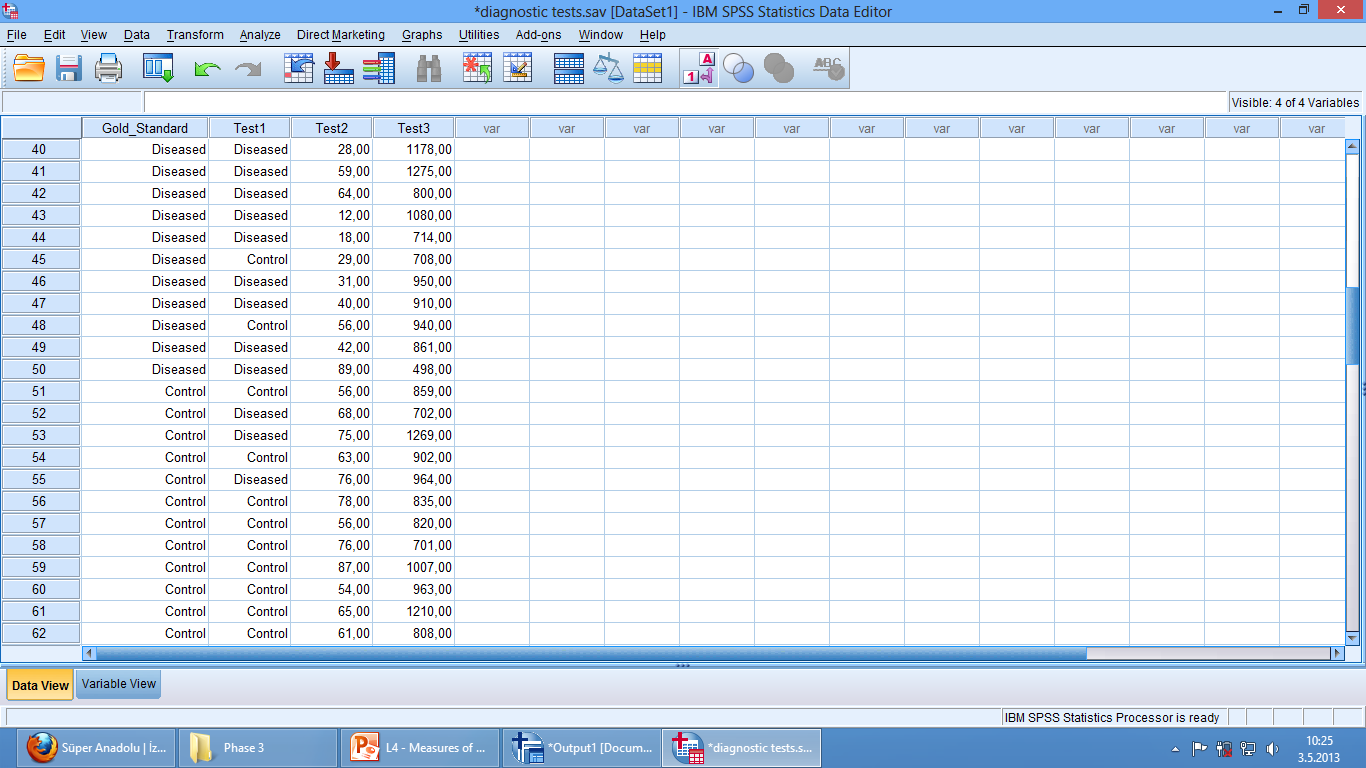 *diagnostic tests.sav [DataSet1] - IBM SPSS Statistics Data Editor
File Edit View Data Transform Analyze Direct Marketing Graphs Utilities Add-ons Window Help
Visible: 4 of 4 Variables
Gold_Standard Test1 Test2 Test3 var var var var var var var var var var var var
40 Diseased Diseased 28,00 1178,00
41 Diseased Diseased 59,00 1275,00
42 Diseased Diseased 64,00 800,00
43 Diseased Diseased 12,00 1080,00
44 Diseased Diseased 18,00 714,00
45 Diseased Control 29,00 708,00
46 Diseased Diseased 31,00 950,00
47 Diseased Diseased 40,00 910,00
48 Diseased Control 56,00 940,00
49 Diseased Diseased 42,00 861,00
50 Diseased Diseased 89,00 498,00
51 Control Control 56,00 859,00
52 Control Diseased 68,00 702,00
53 Control Diseased 75,00 1269,00
54 Control Control 63,00 902,00
55 Control Diseased 76,00 964,00
56 Control Control 78,00 835,00
57 Control Control 56,00 820,00
58 Control Control 76,00 701,00
59 Control Control 87,00 1007,00
60 Control Control 54,00 963,00
61 Control Control 65,00 1210,00
62 Control Control 61,00 808,00
Data View Variable View
IBM SPSS Statistics Processor is ready
Süper Anadolu | İz... Phase 3 L4 - Measures of ... *Output1 [Docum... *diagnostic tests.s...
10:25
3.5.2013